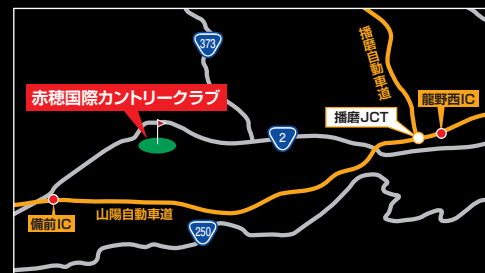 373
播磨自動車道
赤穂国際カントリークラブ
龍野西IC
播磨JCT
2
備前IC
山陽自動車道
250